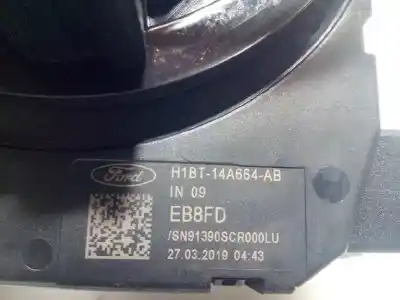 Ford
H1BT-14A664-AB
IN 09
EB8FD
/SN91390SCR000LU
27.03.2019 04:43